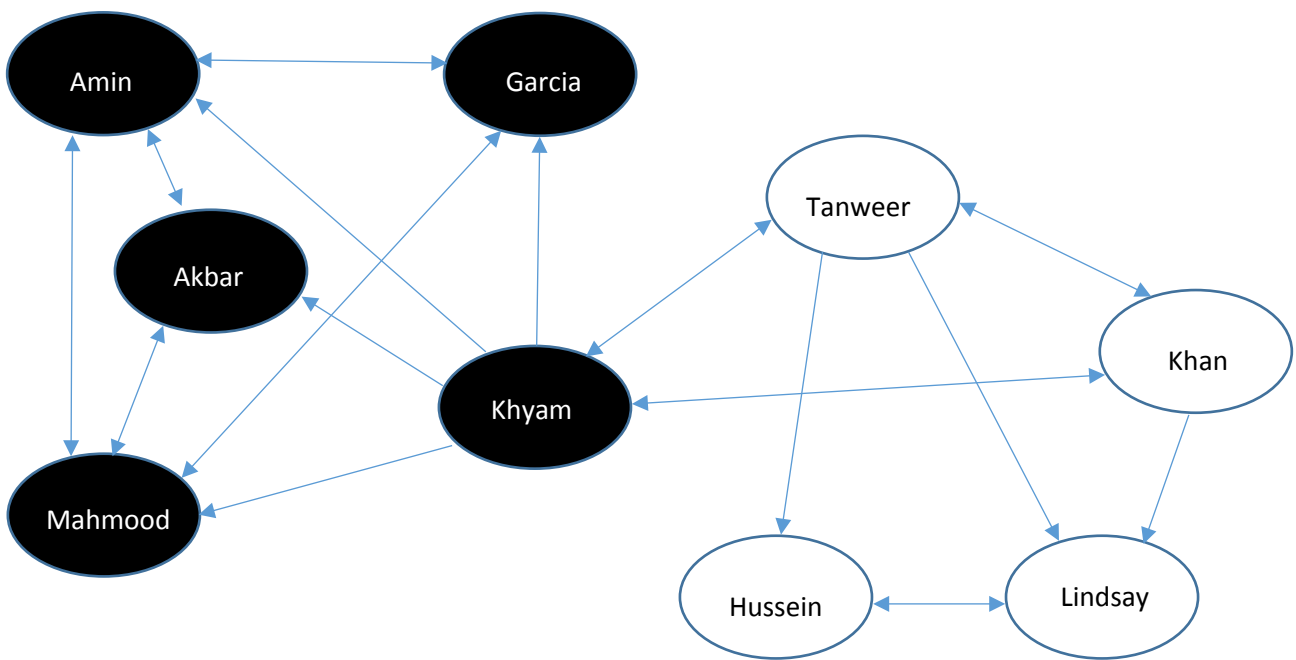 Amin
Garcia
Tanweer
Akbar
Khan
Khyam
Mahmood
Hussein
Lindsay